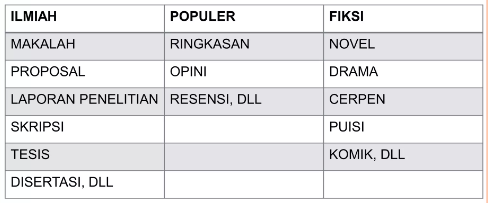 ILMIAH POPULER FIKSI
MAKALAH RINGKASAN NOVEL
PROPOSAL OPINI DRAMA
LAPORAN PENELITIAN RESENSI, DLL CERPEN
SKRIPSI PUISI
TESIS KOMIK, DLL
DISERTASI, DLL